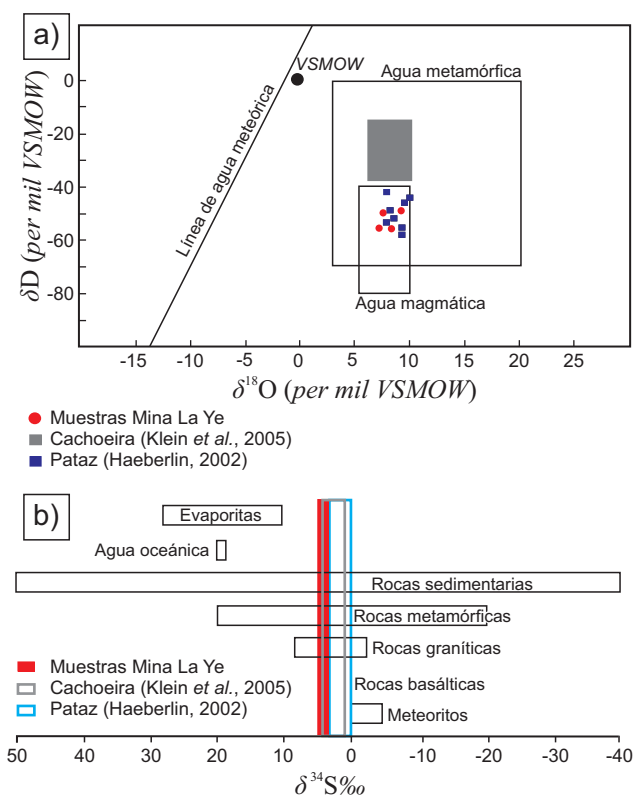 a)
VSMOW
Agua metamórfica
Línea de agua meteórica
Agua magmática
δD (per mil VSMOW)
0
-20
-40
-60
-80
-15
-10
-5
0
5
10
15
20
25
δ¹⁸O (per mil VSMOW)
Muestras Mina La Ye
Cachoeira (Klein et al., 2005)
Pataz (Haeberlin, 2002)
b)
Evaporitas
Agua oceánica
Rocas sedimentarias
Rocas metamórficas
Rocas graníticas
Rocas basálticas
Meteoritos
Muestras Mina La Ye
Cachoeira (Klein et al., 2005)
Pataz (Haeberlin, 2002)
50
40
30
20
10
0
-10
-20
-30
-40
δ³⁴S‰